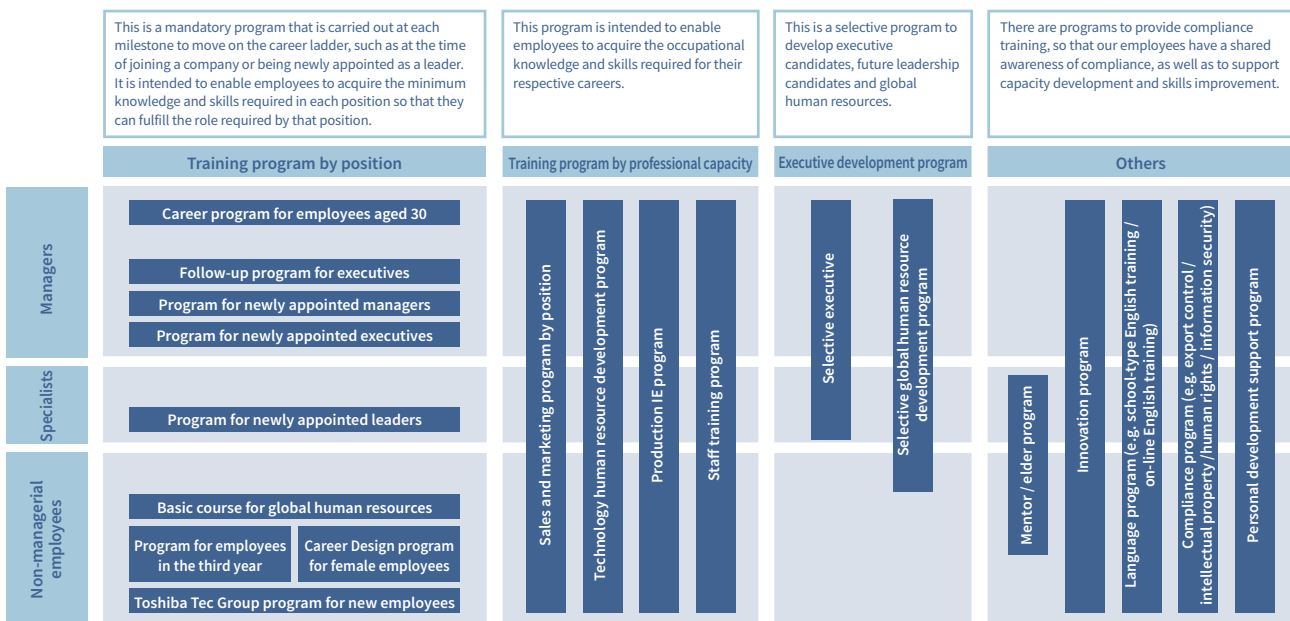 This is a mandatory program that is carried out at each
milestone to move on the career ladder, such as at the time
of joining a company or being newly appointed as a leader.
It is intended to enable employees to acquire the minimum
knowledge and skills required in each position so that they
can fulfill the role required by that position.
This program is intended to enable
employees to acquire the occupational
knowledge and skills required for their
respective careers.
This is a selective program to
develop executive
candidates, future leadership
candidates and global
human resources.
There are programs to provide compliance
training, so that our employees have a shared
awareness of compliance, as well as to support
capacity development and skills improvement.
Training program by position
Training program by professional capacity
Executive development program
Others
Managers
Career program for employees aged 30
Follow-up program for executives
Program for newly appointed managers
Program for newly appointed executives
Specialists
Program for newly appointed leaders
Non-managerial
employees
Basic course for global human resources
Program for employees
in the third year
Career Design program
for female employees
Toshiba Tec Group program for new employees
Sales and marketing program by position
Technology human resource development program
Production IE program
Staff training program
Selective executive
Selective global human resource
development program
Mentor / elder program
Innovation program
Language program (e.g. school-type English training /
on-line English training)
Compliance program (e.g. export control /
intellectual property /human rights / information security)
Personal development support program